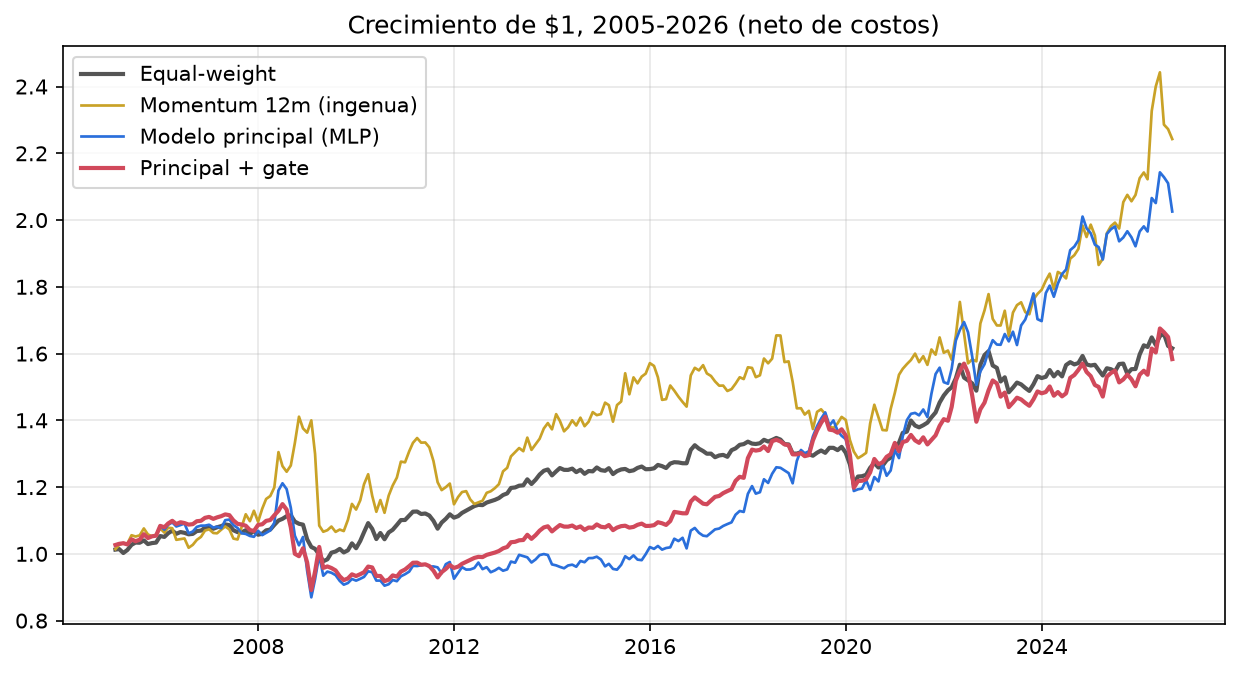 Crecimiento de $1, 2005-2026 (neto de costos)
Equal-weight
Momentum 12m (ingenua)
Modelo principal (MLP)
Principal + gate
2.4
2.2
2.0
1.8
1.6
1.4
1.2
1.0
0.8
2008 2012 2016 2020 2024